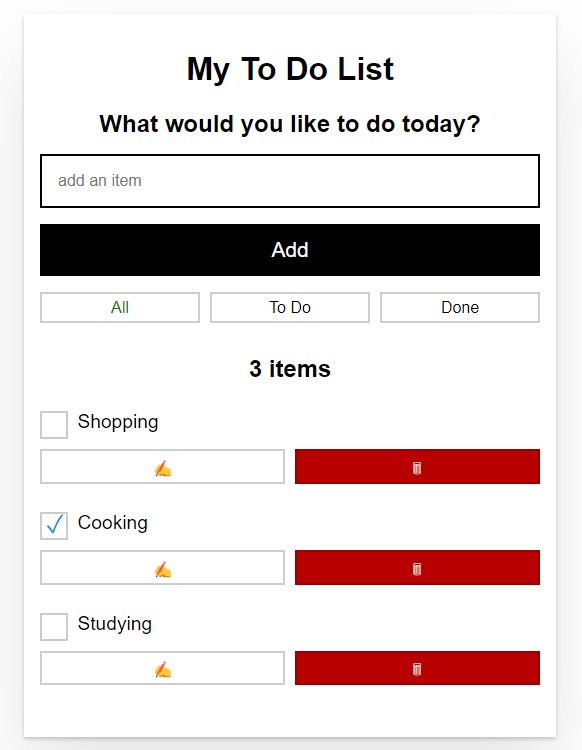 My To Do List
What would you like to do today?
add an item
Add
All To Do Done
3 items
Shopping
Cooking
Studying